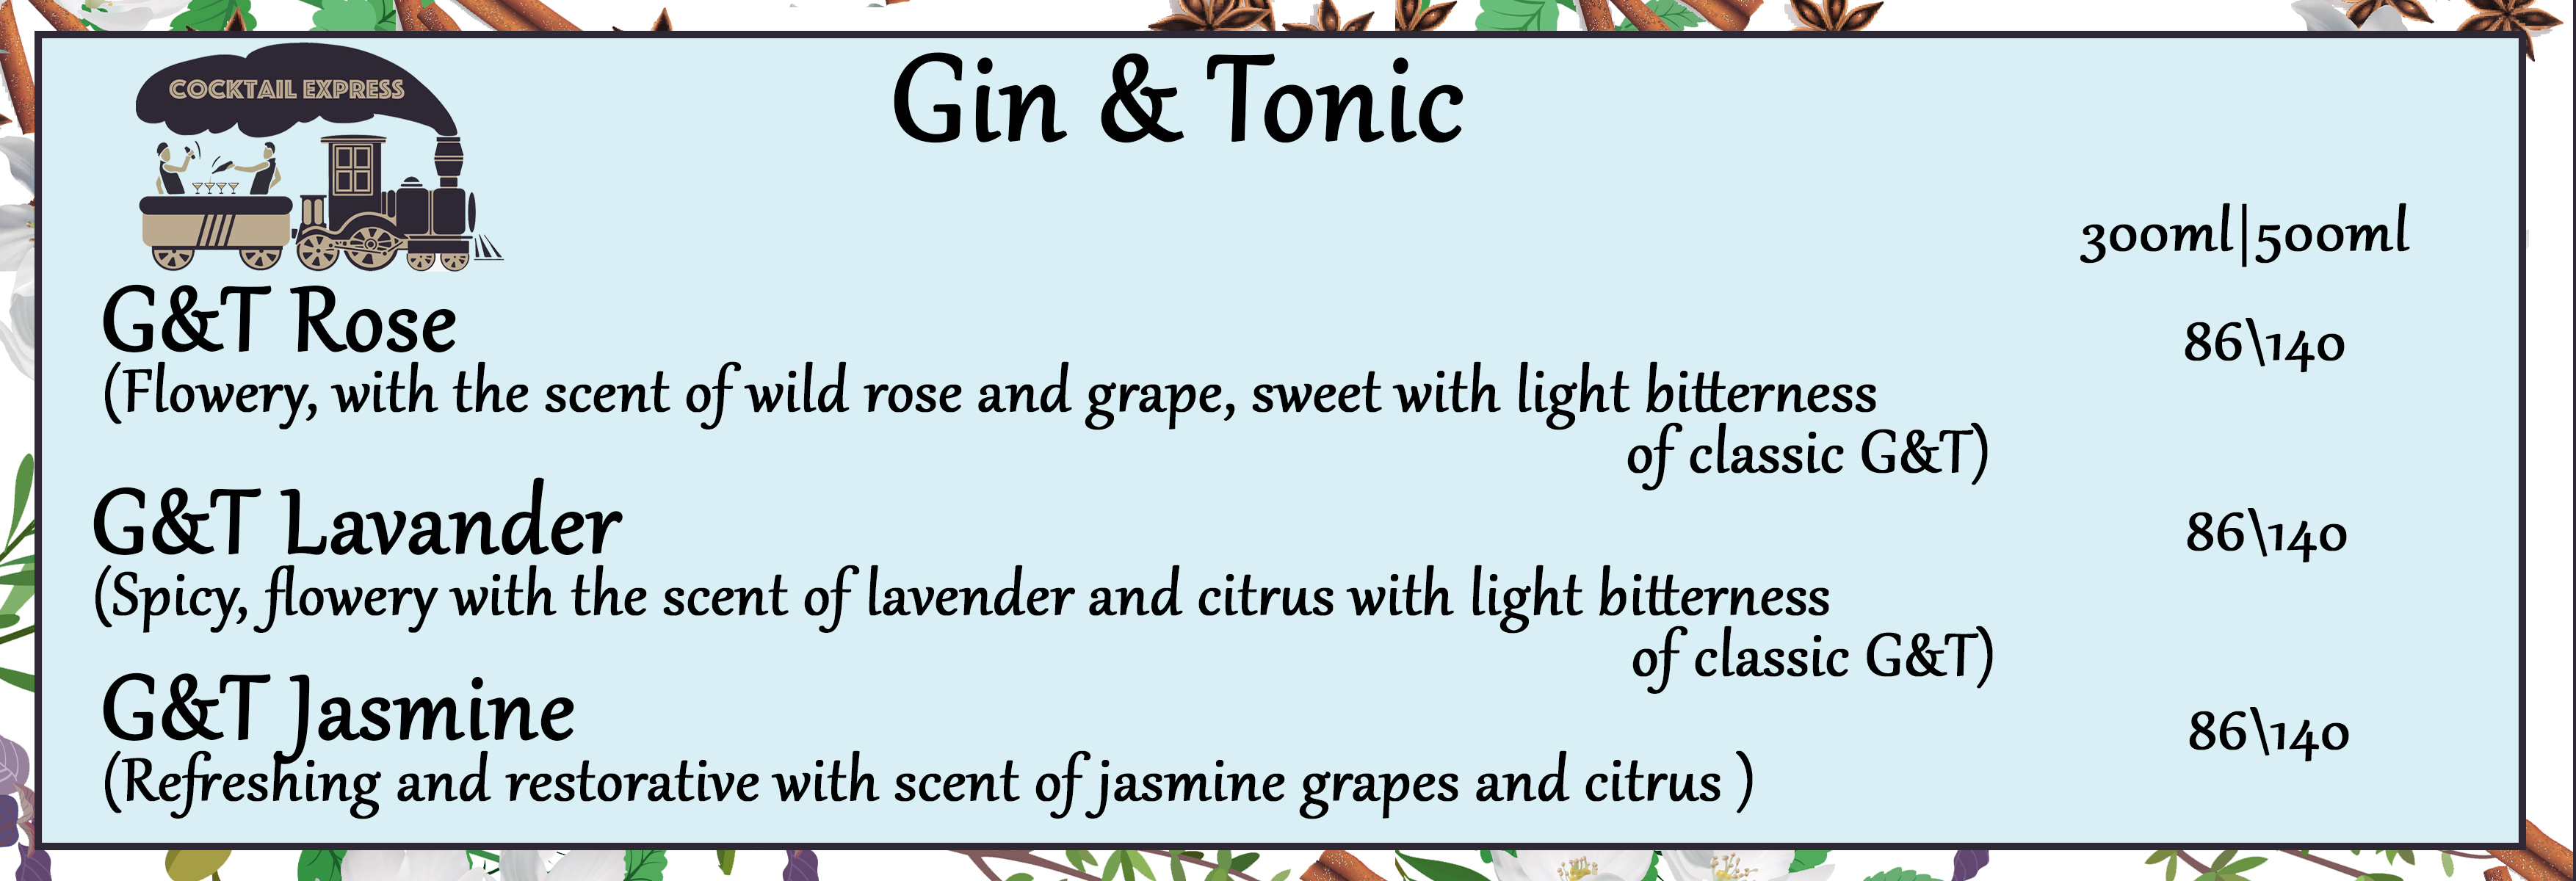 COCKTAIL EXPRESS
Gin & Tonic
300ml|500ml
G&T Rose
86\140
(Flowery, with the scent of wild rose and grape, sweet with light bitterness
of classic G&T)
G&T Lavander
86\140
(Spicy, flowery with the scent of lavender and citrus with light bitterness
of classic G&T)
G&T Jasmine
86\140
(Refreshing and restorative with scent of jasmine grapes and citrus )